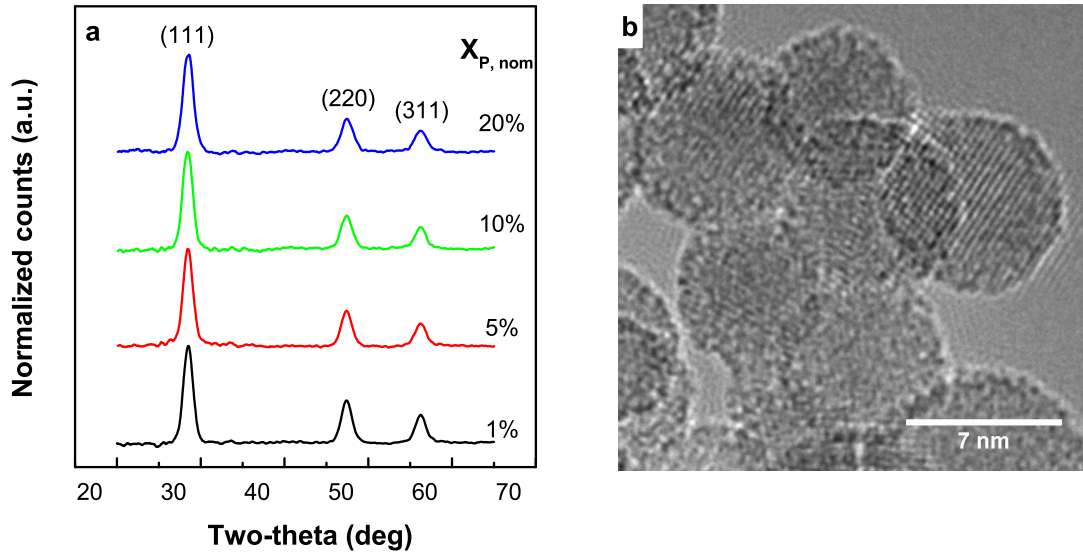 a
(111)
X P, nom
(220)
(311)
20%
10%
5%
1%
Normalized counts (a.u.)
20 30 40 50 60 70
Two-theta (deg)
b
7 nm